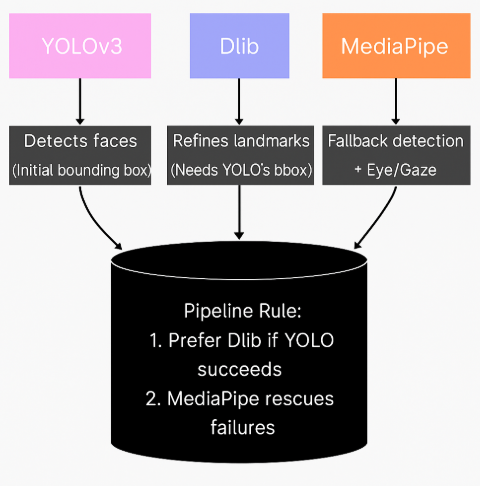 YOLOv3
Dlib
MediaPipe
Detects faces
(Initial bounding box)
Refines landmarks
(Needs YOLO's bbox)
Fallback detection
+ Eye/Gaze
Pipeline Rule:
1. Prefer Dlib if YOLO
succeeds
2. MediaPipe rescues
failures